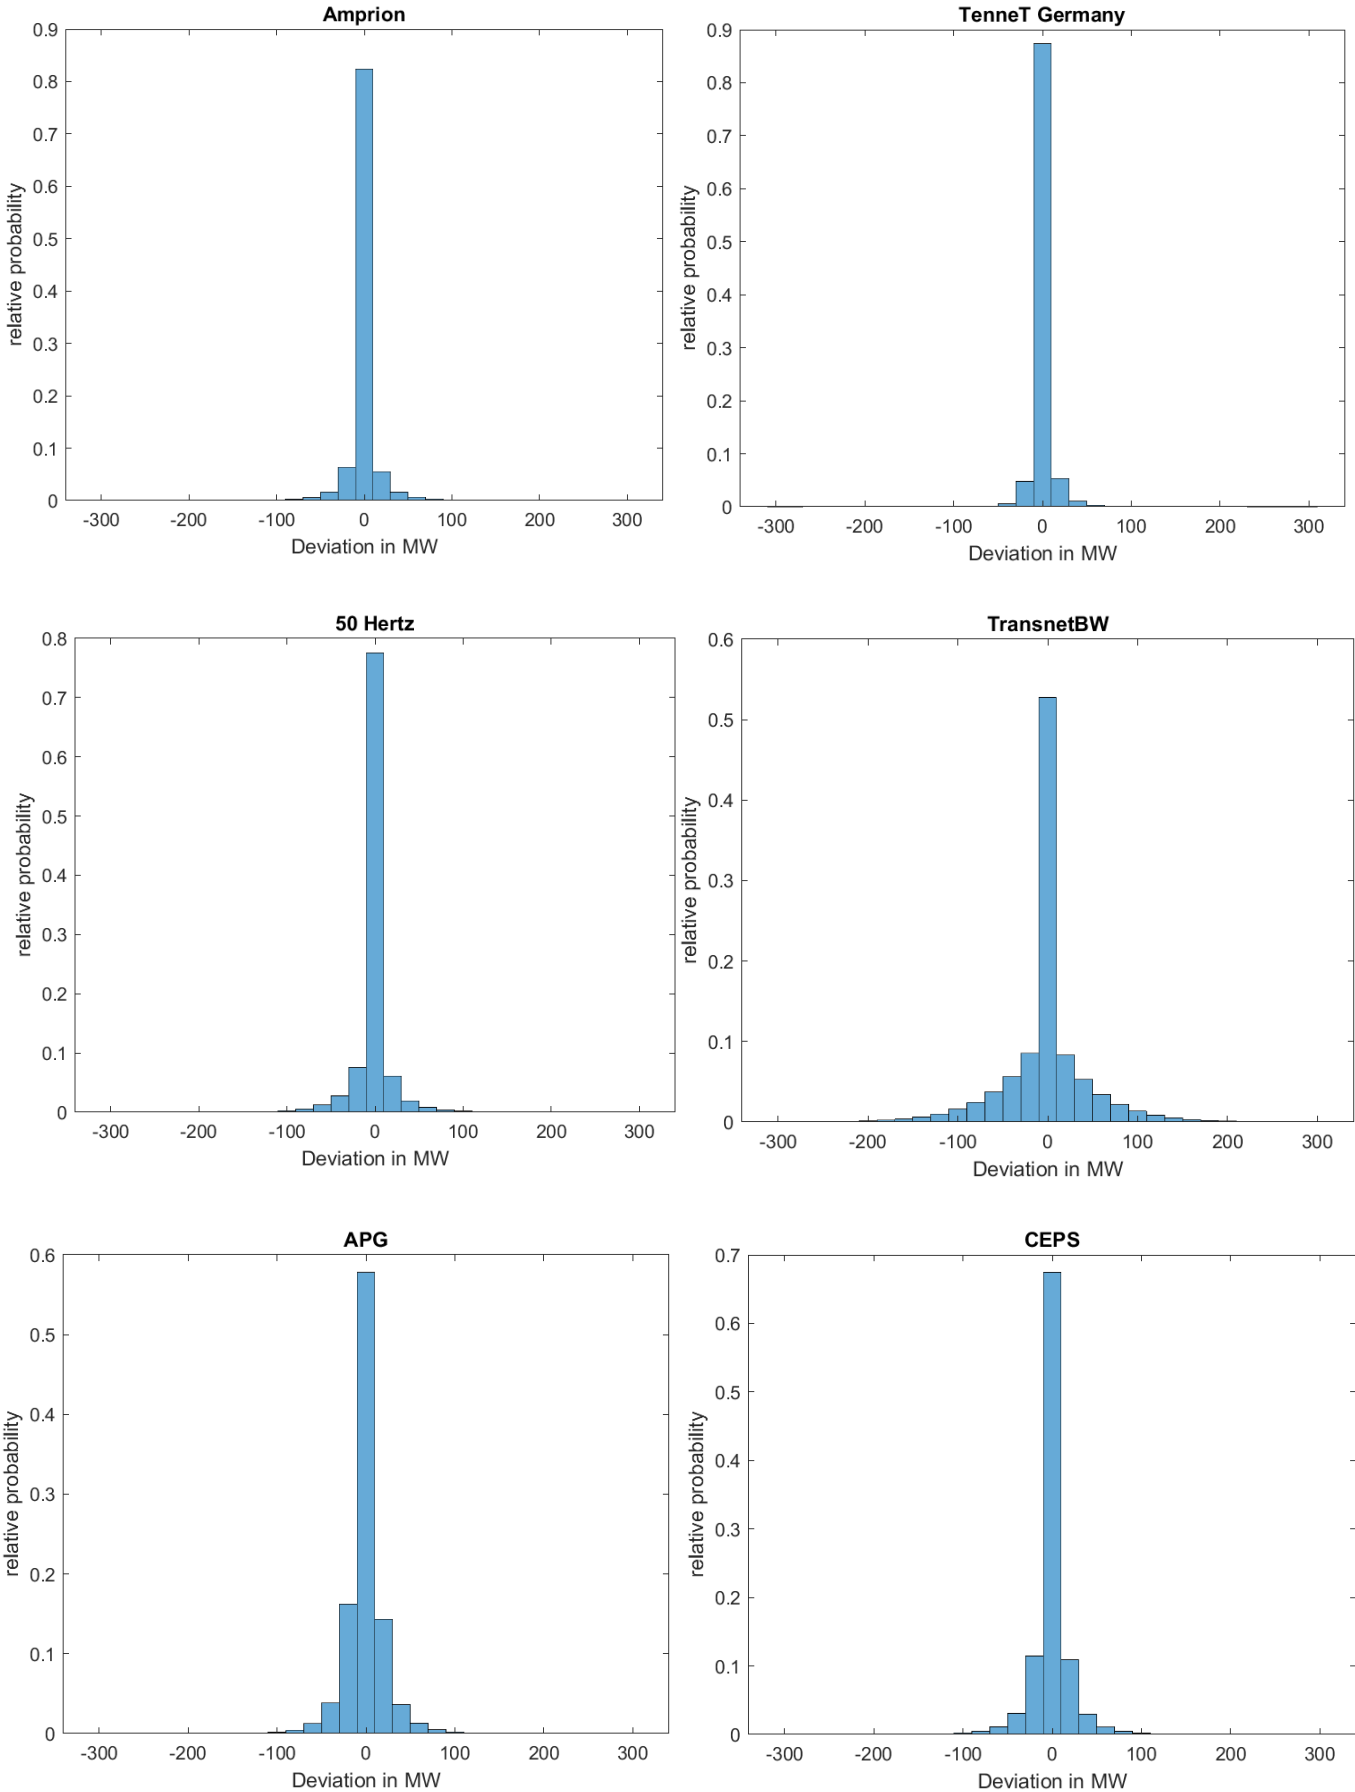 Amprion
0.9
0.8
0.7
0.6
0.5
0.4
0.3
0.2
0.1
0
relative probability
-300 -200 -100 0 100 200 300
Deviation in MW
TenneT Germany
0.9
0.8
0.7
0.6
0.5
0.4
0.3
0.2
0.1
0
relative probability
-300 -200 -100 0 100 200 300
Deviation in MW
50 Hertz
0.8
0.7
0.6
0.5
0.4
0.3
0.2
0.1
0
relative probability
-300 -200 -100 0 100 200 300
Deviation in MW
TransnetBW
0.6
0.5
0.4
0.3
0.2
0.1
0
relative probability
-300 -200 -100 0 100 200 300
Deviation in MW
APG
0.6
0.5
0.4
0.3
0.2
0.1
0
relative probability
-300 -200 -100 0 100 200 300
Deviation in MW
CEPS
0.7
0.6
0.5
0.4
0.3
0.2
0.1
0
relative probability
-300 -200 -100 0 100 200 300
Deviation in MW